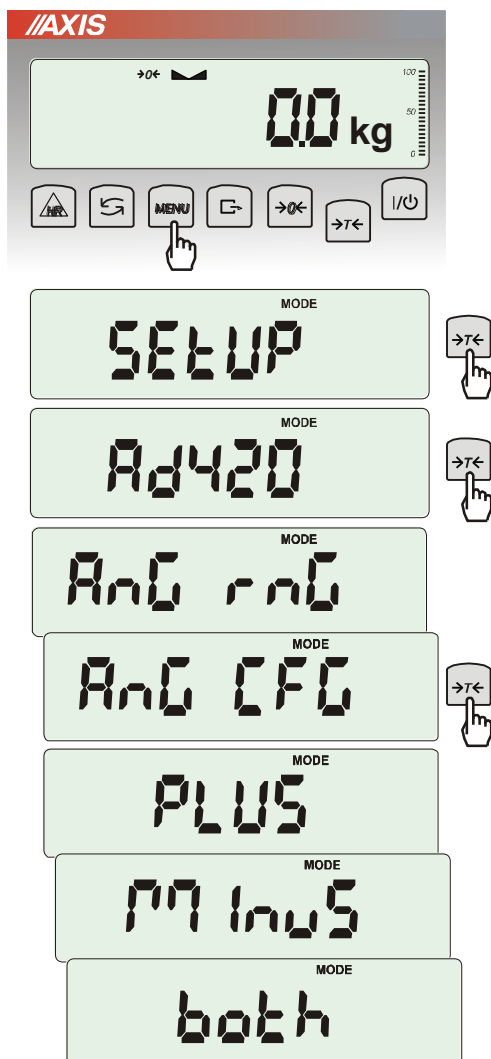 //AXIS
→0←
100
50
0
0.0 kg
HR MENU →0← →T← I/⏻
MODE
SEtUP
→T←
MODE
Ad420
→T←
MODE
AnG rnG
MODE
AnG CFG
→T←
MODE
PLUS
MODE
MInuS
MODE
both